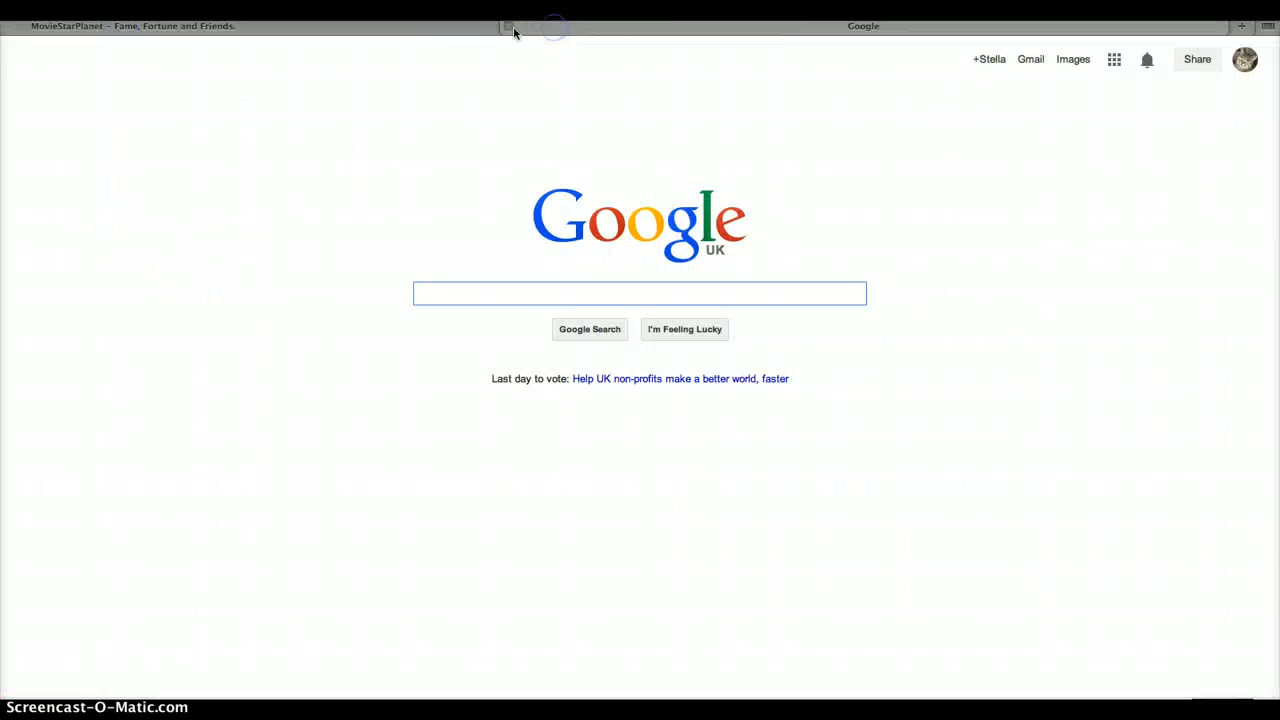 MovieStarPlanet - Fame, Fortune and Friends.
Google
+Stella Gmail Images Share
Google
UK
Google Search I'm Feeling Lucky
Last day to vote: Help UK non-profits make a better world, faster
Screencast-O-Matic.com